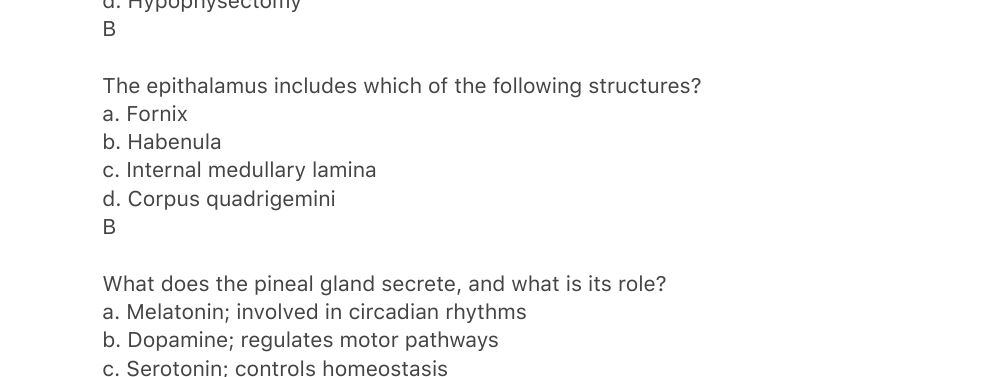 d. Hypophysectomy
B
The epithalamus includes which of the following structures?
a. Fornix
b. Habenula
c. Internal medullary lamina
d. Corpus quadrigemini
B
What does the pineal gland secrete, and what is its role?
a. Melatonin; involved in circadian rhythms
b. Dopamine; regulates motor pathways
c. Serotonin; controls homeostasis